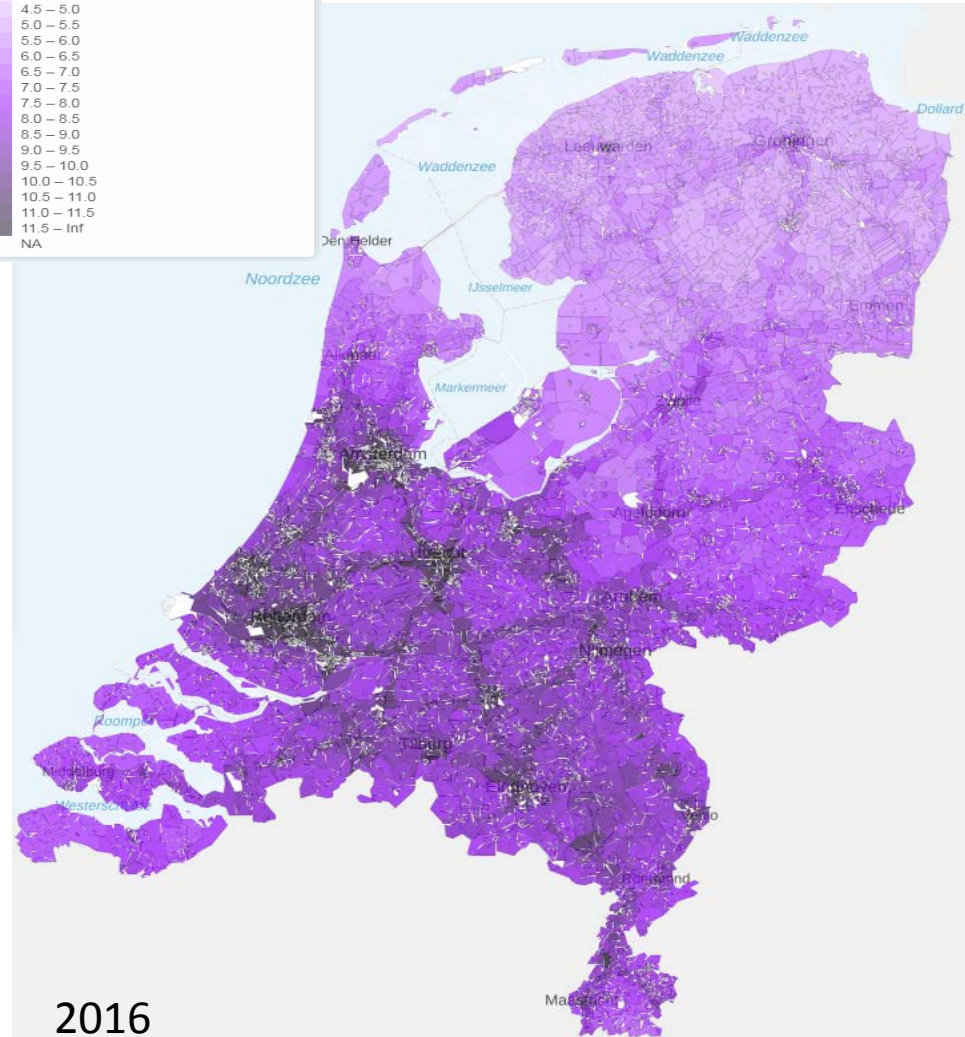 4.5 – 5.0
5.0 – 5.5
5.5 – 6.0
6.0 – 6.5
6.5 – 7.0
7.0 – 7.5
7.5 – 8.0
8.0 – 8.5
8.5 – 9.0
9.0 – 9.5
9.5 – 10.0
10.0 – 10.5
10.5 – 11.0
11.0 – 11.5
11.5 – Inf
NA
Waddenzee
Waddenzee
Dollard
Leeuwarden
Groningen
Waddenzee
Den Helder
Noordzee
IJsselmeer
Emmen
Alkmaar
Markermeer
Zwolle
Amsterdam
Apeldoorn
Enschede
Utrecht
Arnhem
Rotterdam
Nijmegen
Roompot
Tilburg
Middelburg
Eindhoven
Westerschelde
Venlo
Roermond
Maastricht
2016